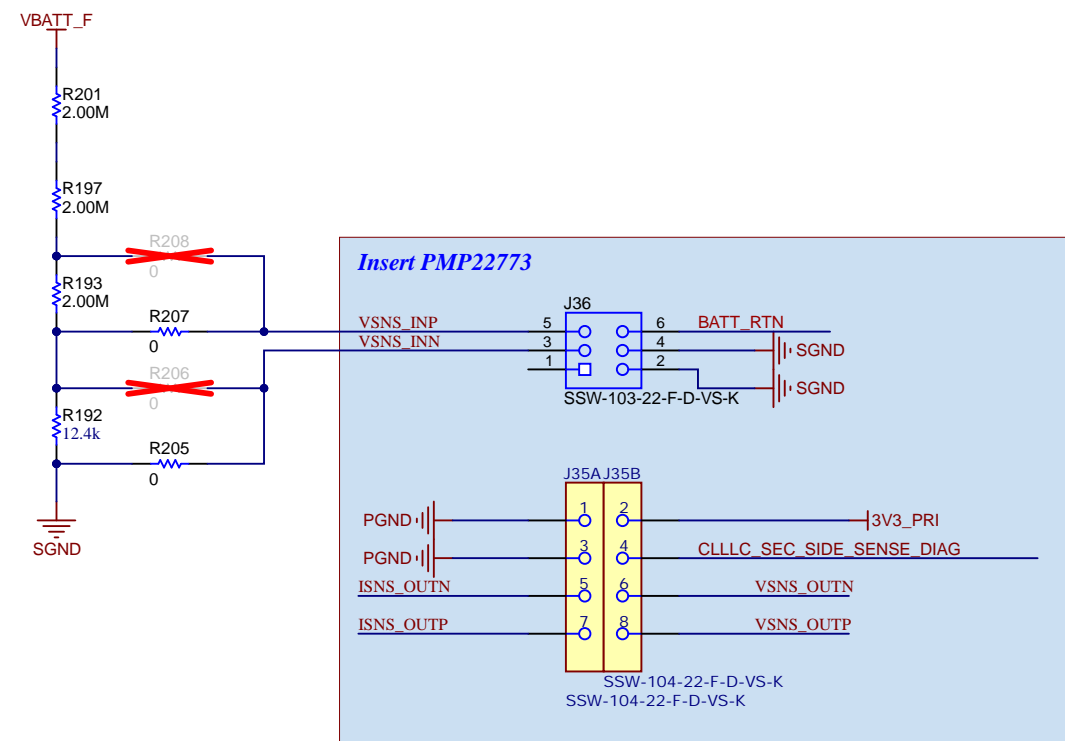 VBATT_F
R201
2.00M
R197
2.00M
R208
0
R193
2.00M
R207
0
R206
0
R192
12.4k
R205
0
SGND
Insert PMP22773
J36
VSNS_INP
5
6
BATT_RTN
VSNS_INN
3
4
SGND
1
2
SGND
SSW-103-22-F-D-VS-K
J35A
J35B
PGND
1
2
3V3_PRI
PGND
3
4
CLLLC_SEC_SIDE_SENSE_DIAG
ISNS_OUTN
5
6
VSNS_OUTN
ISNS_OUTP
7
8
VSNS_OUTP
SSW-104-22-F-D-VS-K
SSW-104-22-F-D-VS-K